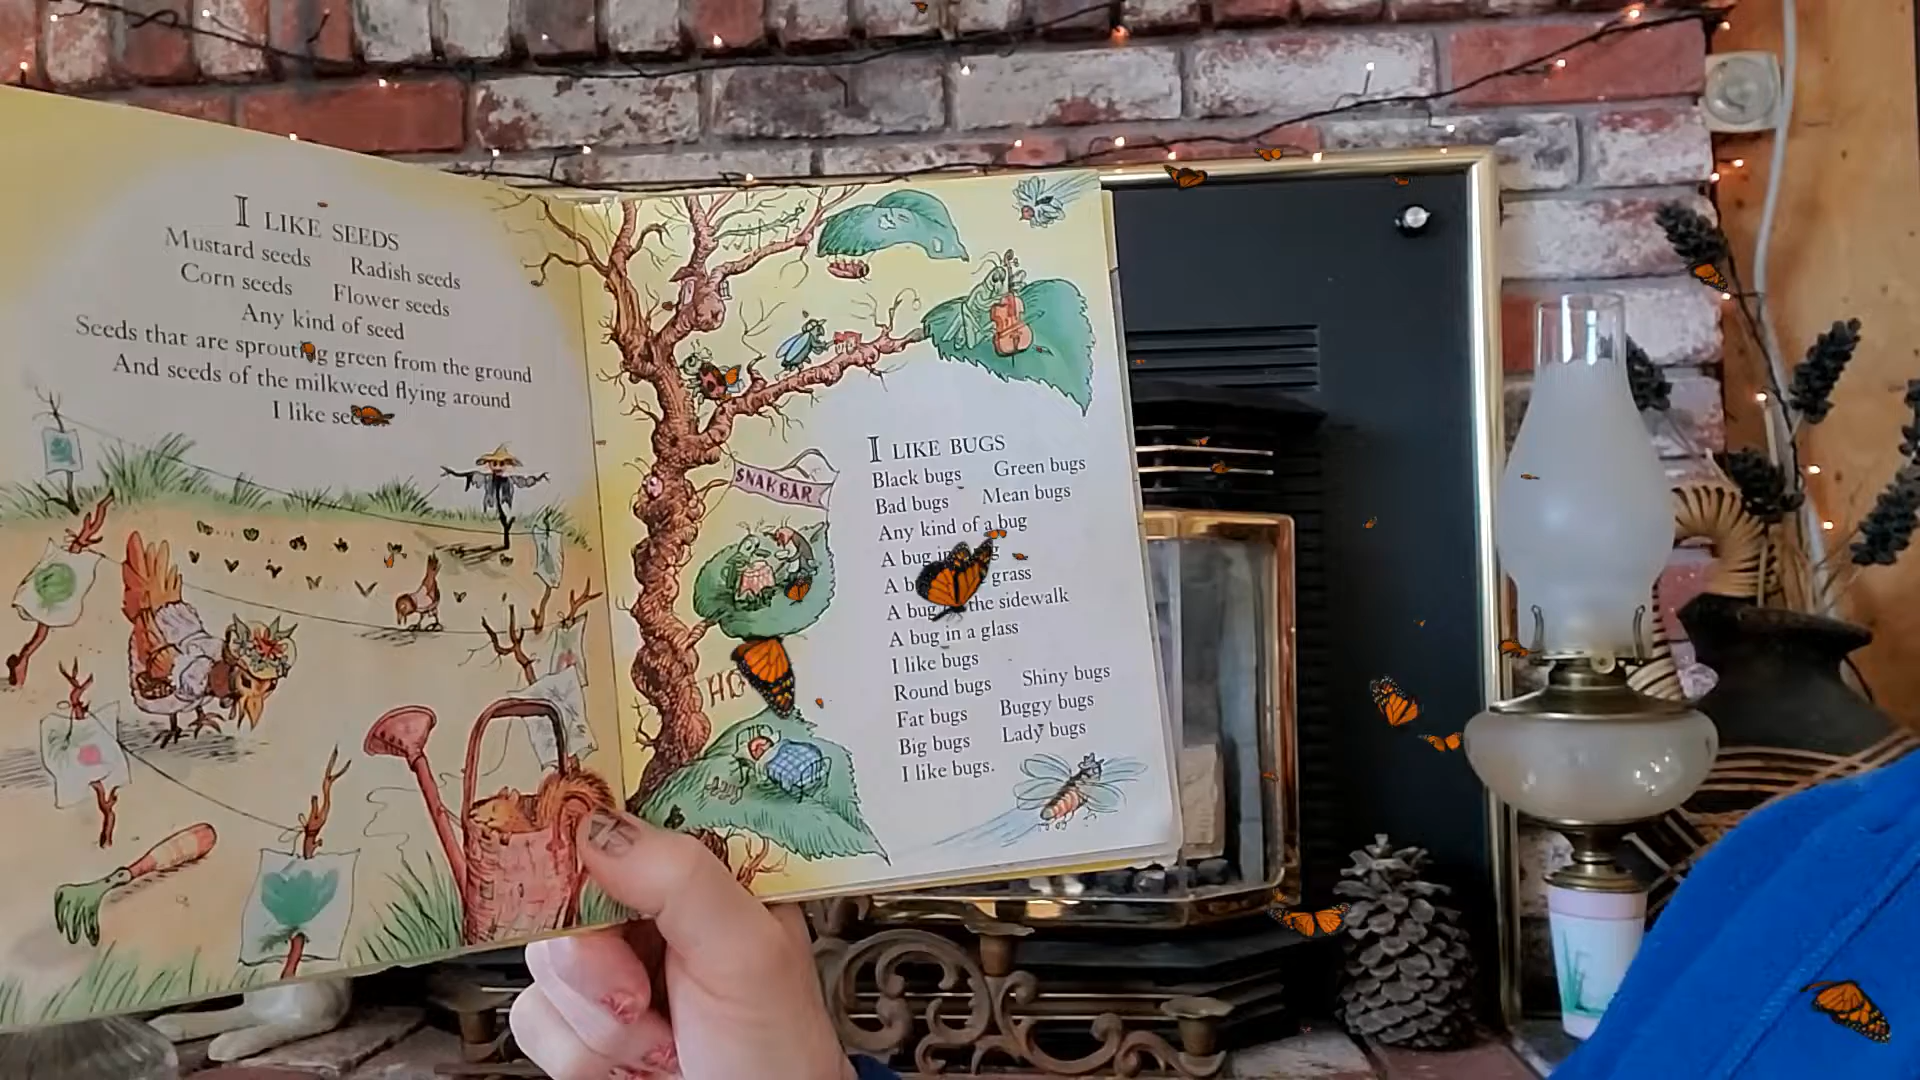 I LIKE SEEDS
Mustard seeds Radish seeds
Corn seeds Flower seeds
Any kind of seed
Seeds that are sprouting green from the ground
And seeds of the milkweed flying around
I like
SNAKBAR
I LIKE BUGS
Black bugs Green bugs
Bad bugs Mean bugs
Any kind of a bug
A bug in
A grass
A bug the sidewalk
A bug in a glass
I like bugs
Round bugs Shiny bugs
Fat bugs Buggy bugs
Big bugs Lady bugs
I like bugs.